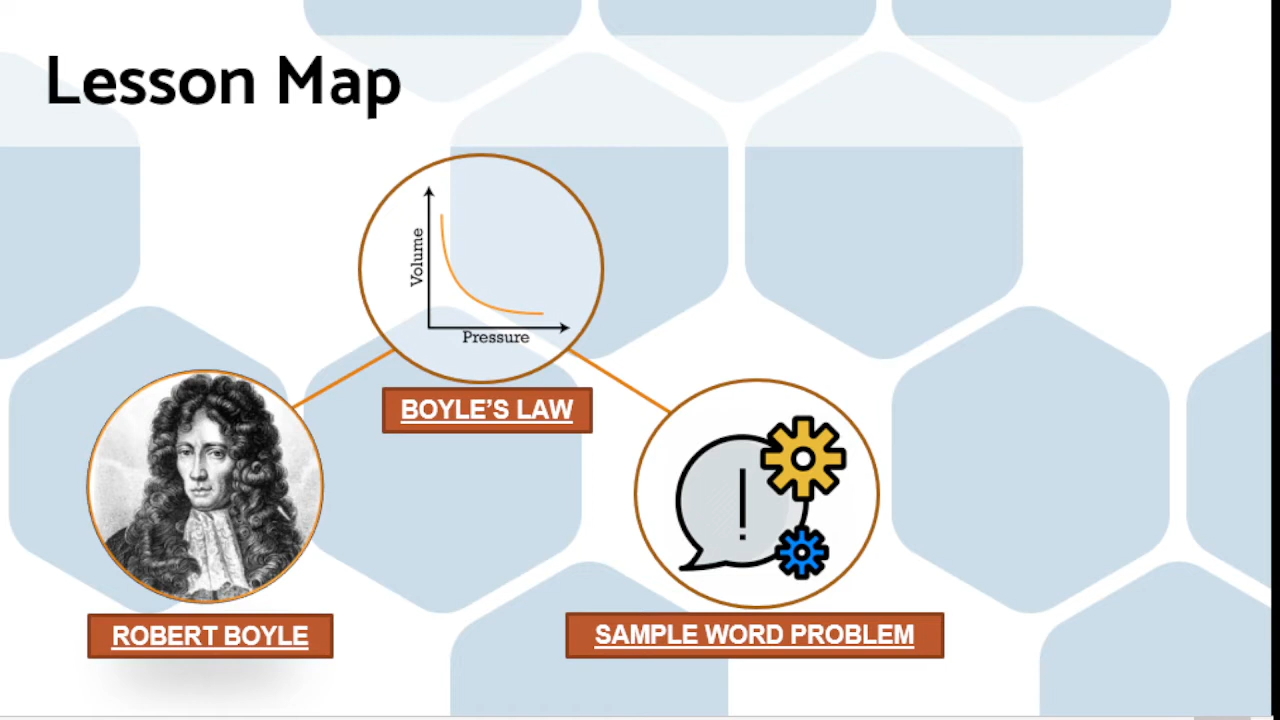 Lesson Map
Volume
Pressure
BOYLE’S LAW
ROBERT BOYLE
SAMPLE WORD PROBLEM